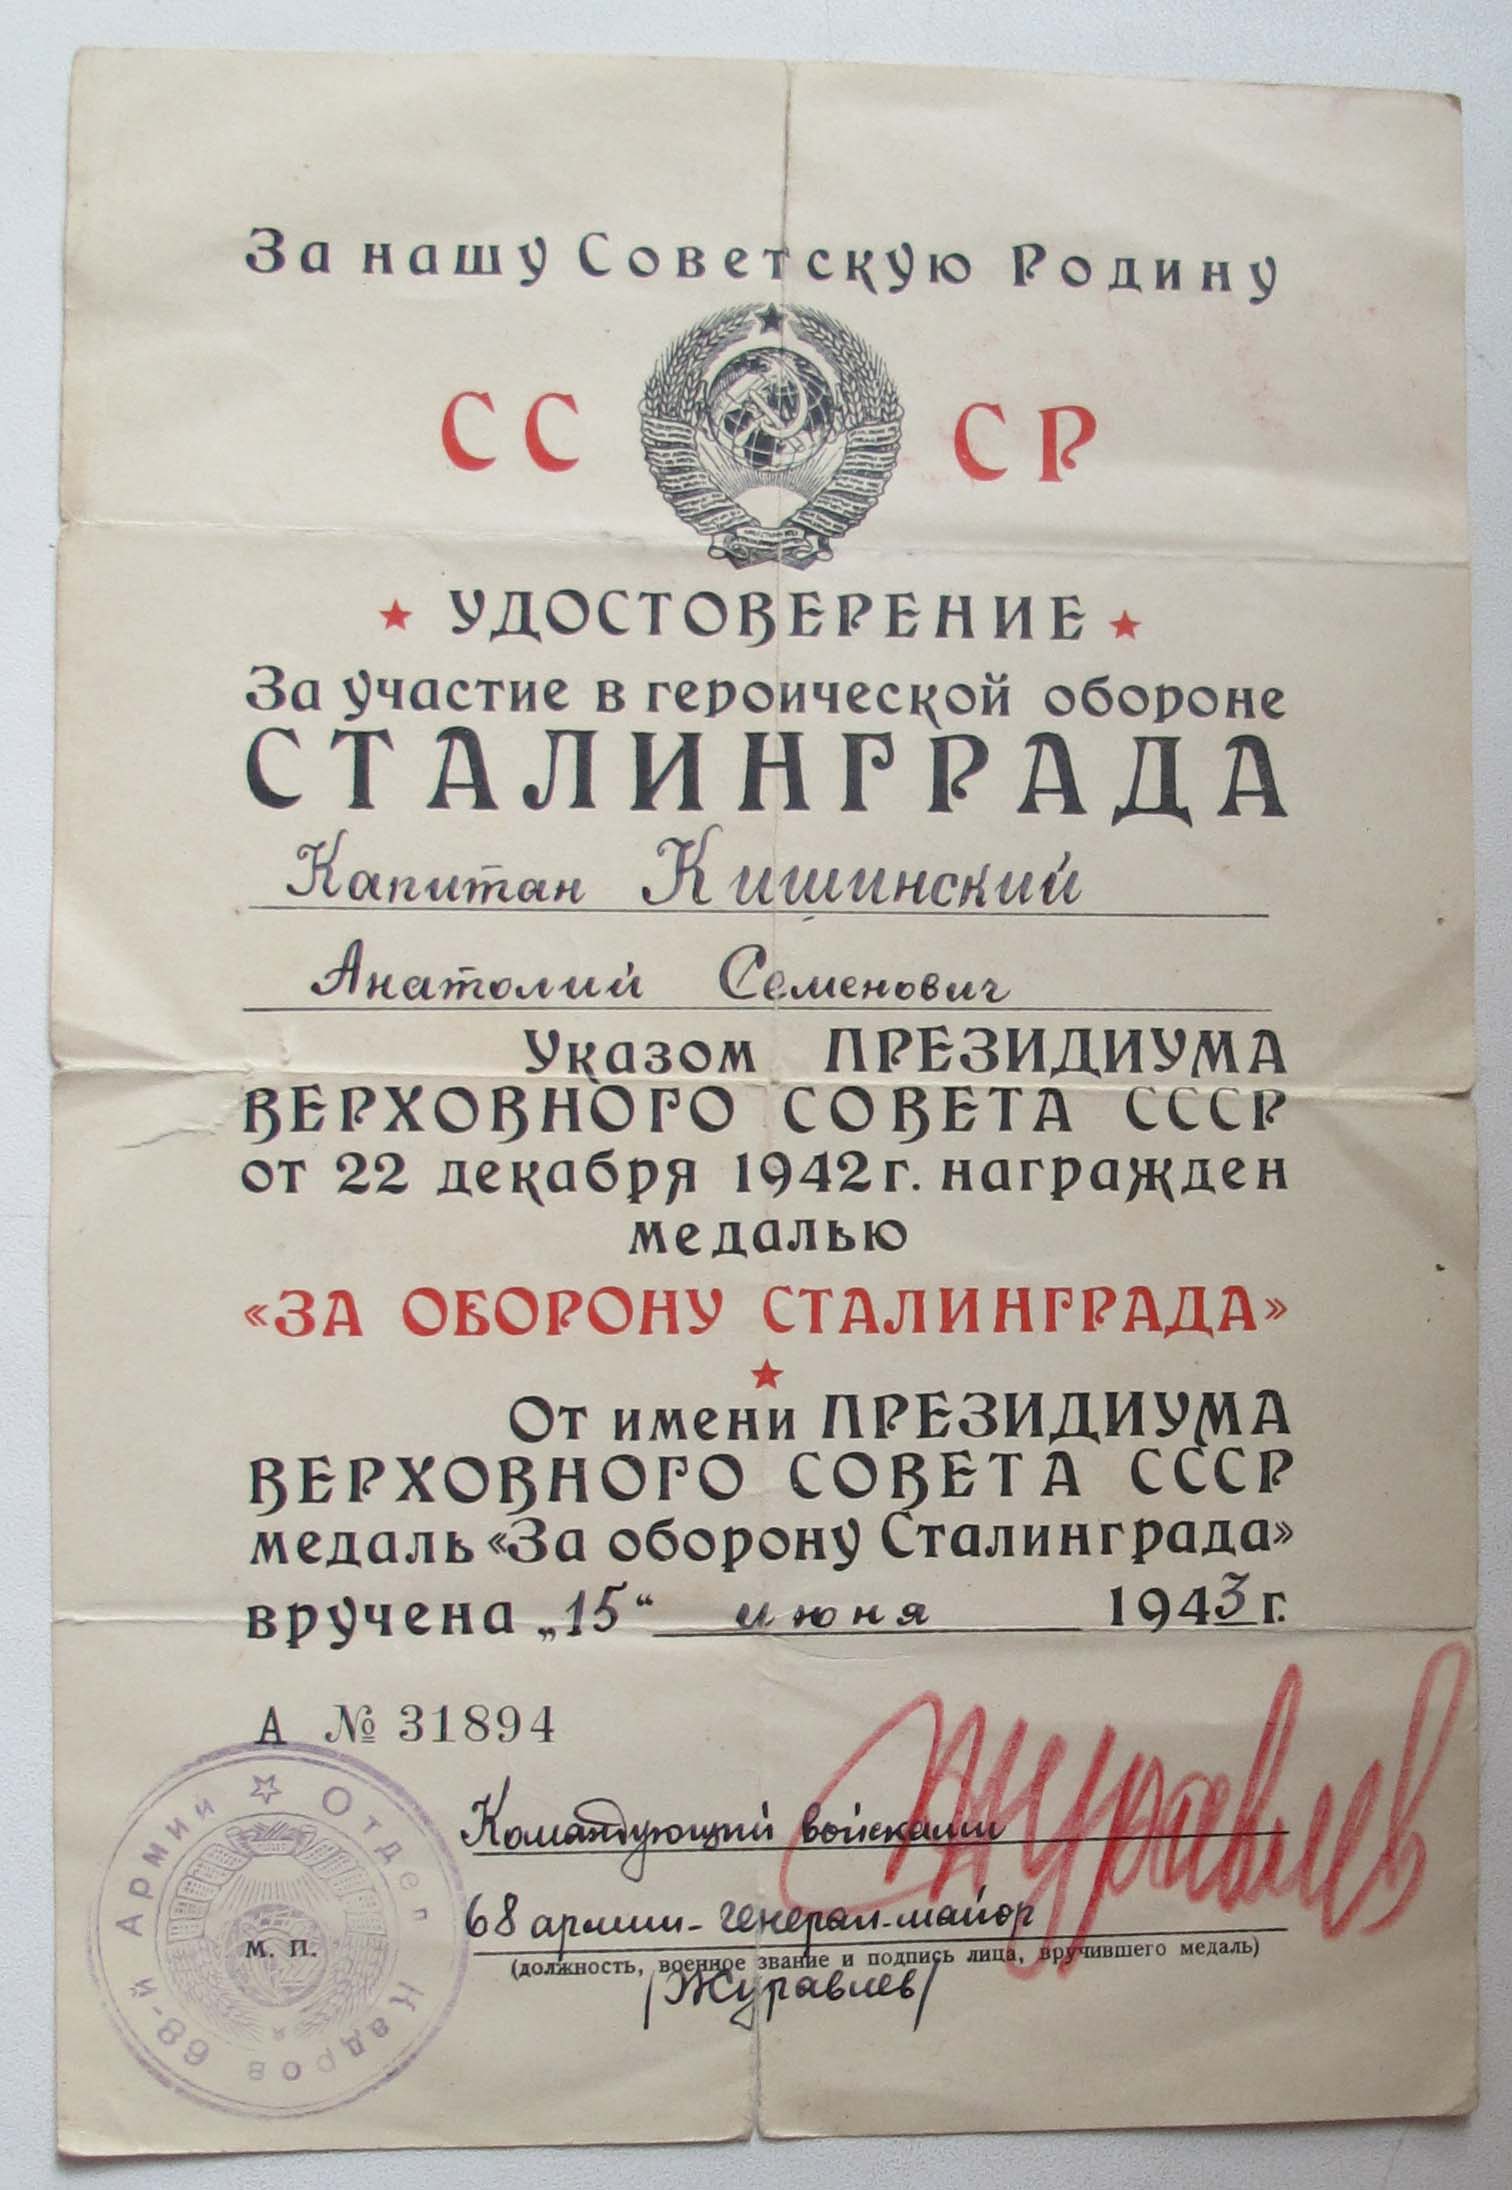 За нашу Советскую Родину
СССР
УДОСТОВЕРЕНИЕ
За участие в героической обороне
СТАЛИНГРАДА
Капитан Кишинский
Анатолий Семенович
Указом ПРЕЗИДИУМА
ВЕРХОВНОГО СОВЕТА СССР
от 22 декабря 1942 г. награжден
медалью
«ЗА ОБОРОНУ СТАЛИНГРАДА»
От имени ПРЕЗИДИУМА
ВЕРХОВНОГО СОВЕТА СССР
медаль «За оборону Сталинграда»
вручена „15“ июня 1943 г.
А № 31894
Командующий войсками
68 армии - генерал-майор
(должность, военное звание и подпись лица, вручившего медаль)
/Журавлев/
Журавлев
Отдел Кадров 68-й Армии
М. П.